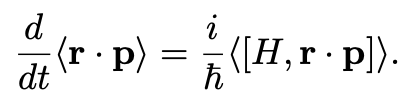 d/dt ⟨r · p⟩ = i/ħ ⟨[H, r · p]⟩.